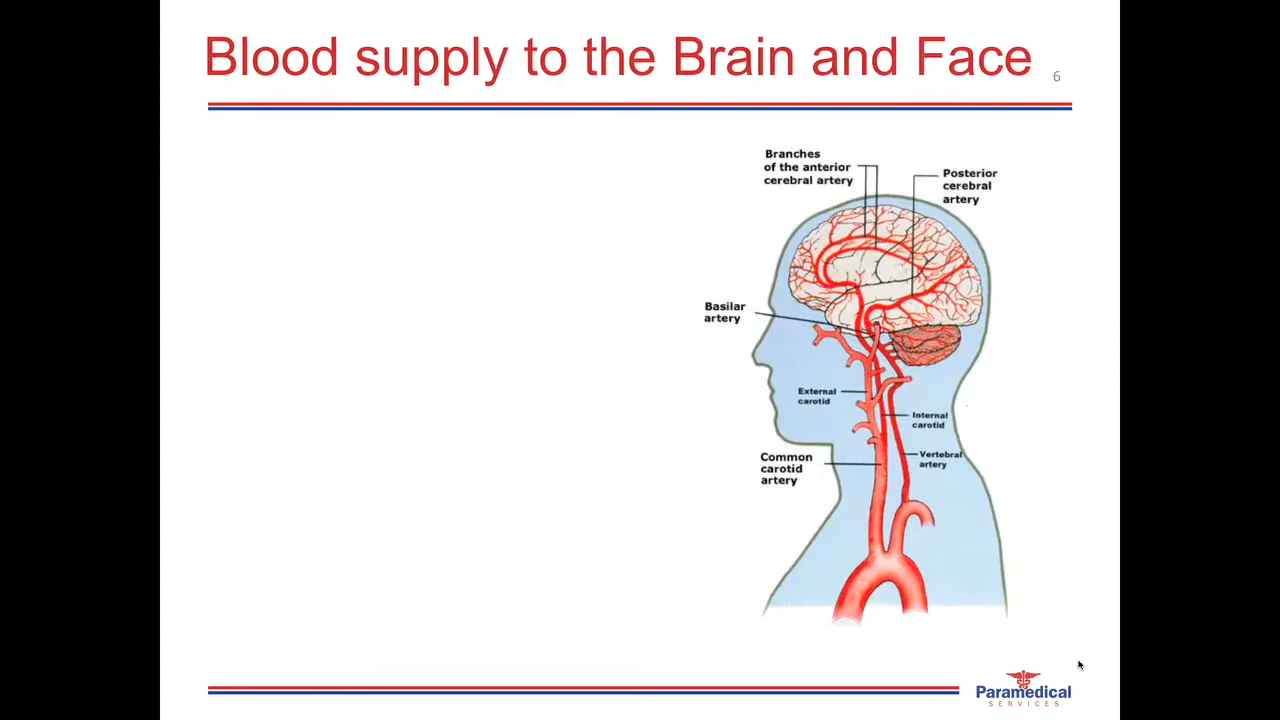 Blood supply to the Brain and Face
6
Branches
of the anterior
cerebral artery
Posterior
cerebral
artery
Basilar
artery
External
carotid
Internal
carotid
Common
carotid
artery
Vertebral
artery
Paramedical
SERVICES